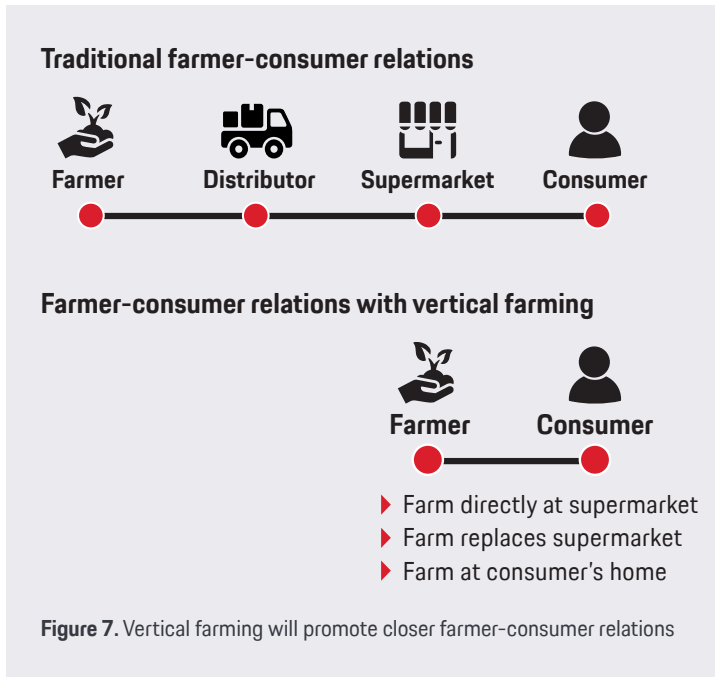 Traditional farmer-consumer relations
Farmer Distributor Supermarket Consumer
Farmer-consumer relations with vertical farming
Farmer Consumer
Farm directly at supermarket
Farm replaces supermarket
Farm at consumer's home
Figure 7. Vertical farming will promote closer farmer-consumer relations